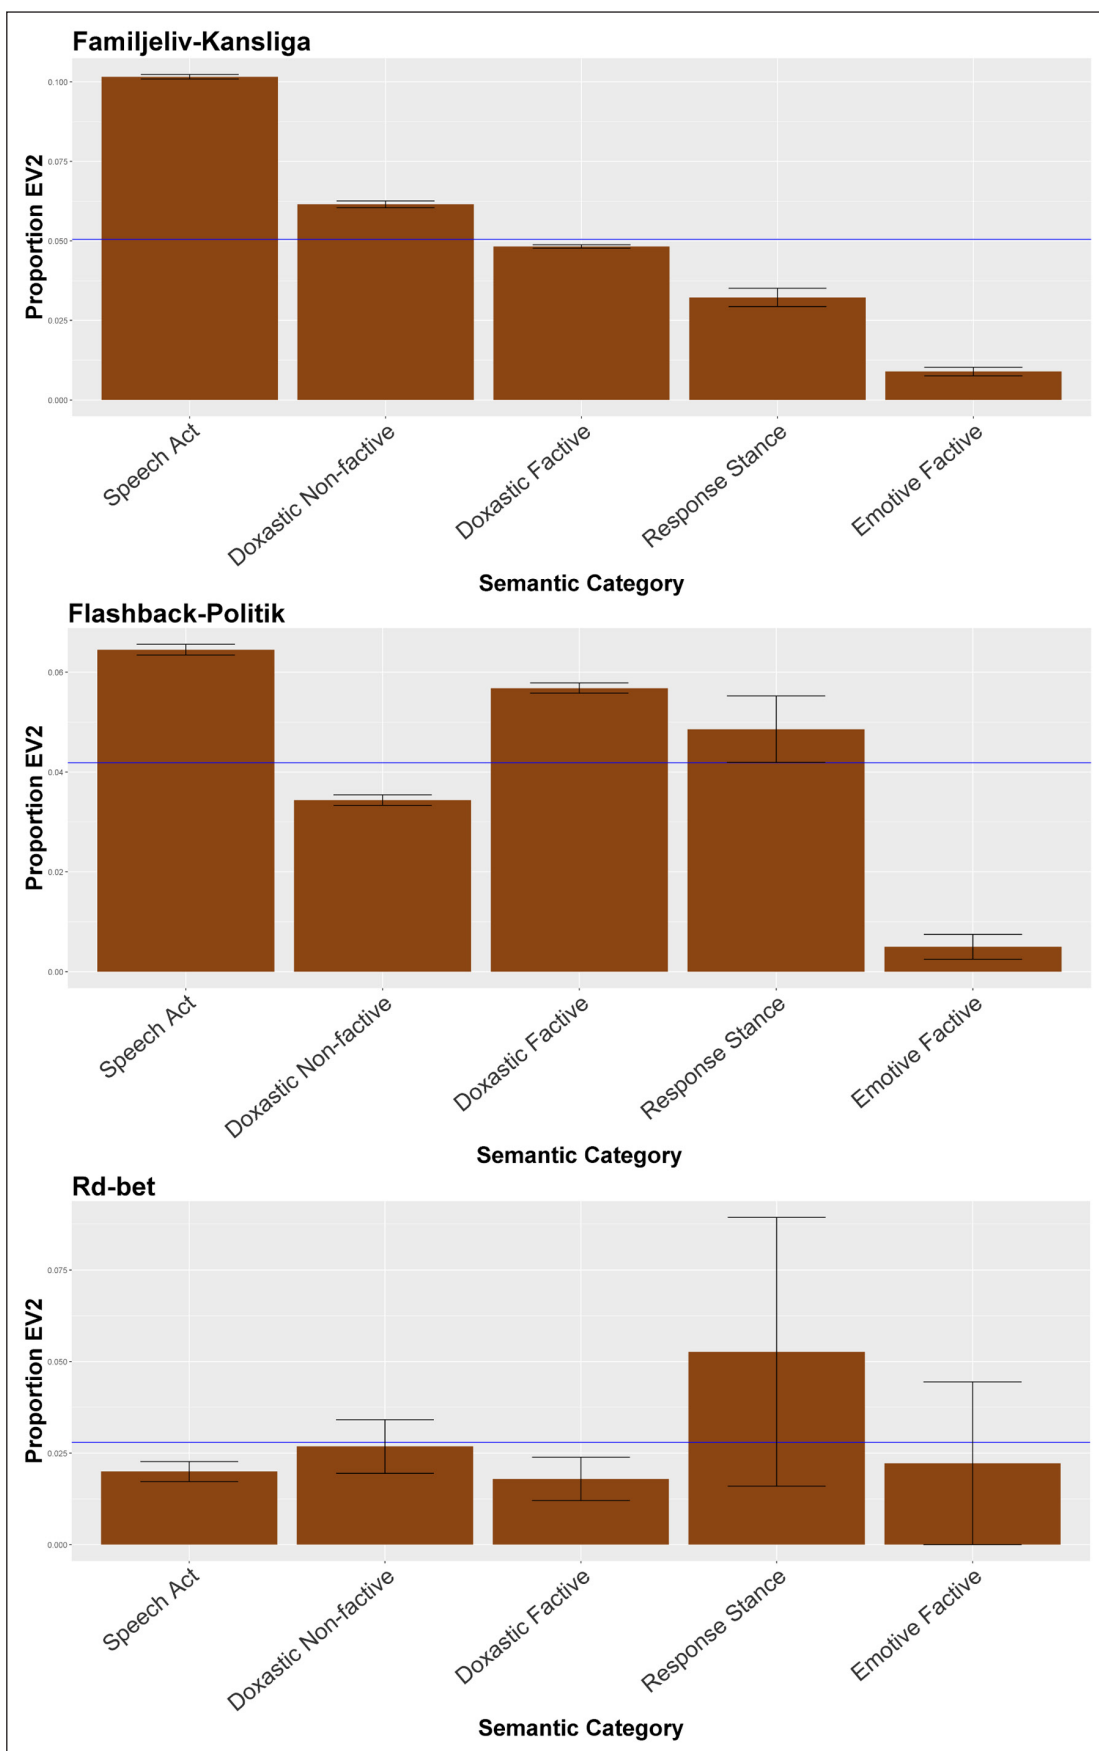 Familjeliv-Kansliga
Proportion EV2
0.100
0.075
0.050
0.025
0.000
Speech Act
Doxastic Non-factive
Doxastic Factive
Response Stance
Emotive Factive
Semantic Category
Flashback-Politik
Proportion EV2
0.06
0.04
0.02
0.00
Speech Act
Doxastic Non-factive
Doxastic Factive
Response Stance
Emotive Factive
Semantic Category
Rd-bet
Proportion EV2
0.075
0.050
0.025
0.000
Speech Act
Doxastic Non-factive
Doxastic Factive
Response Stance
Emotive Factive
Semantic Category